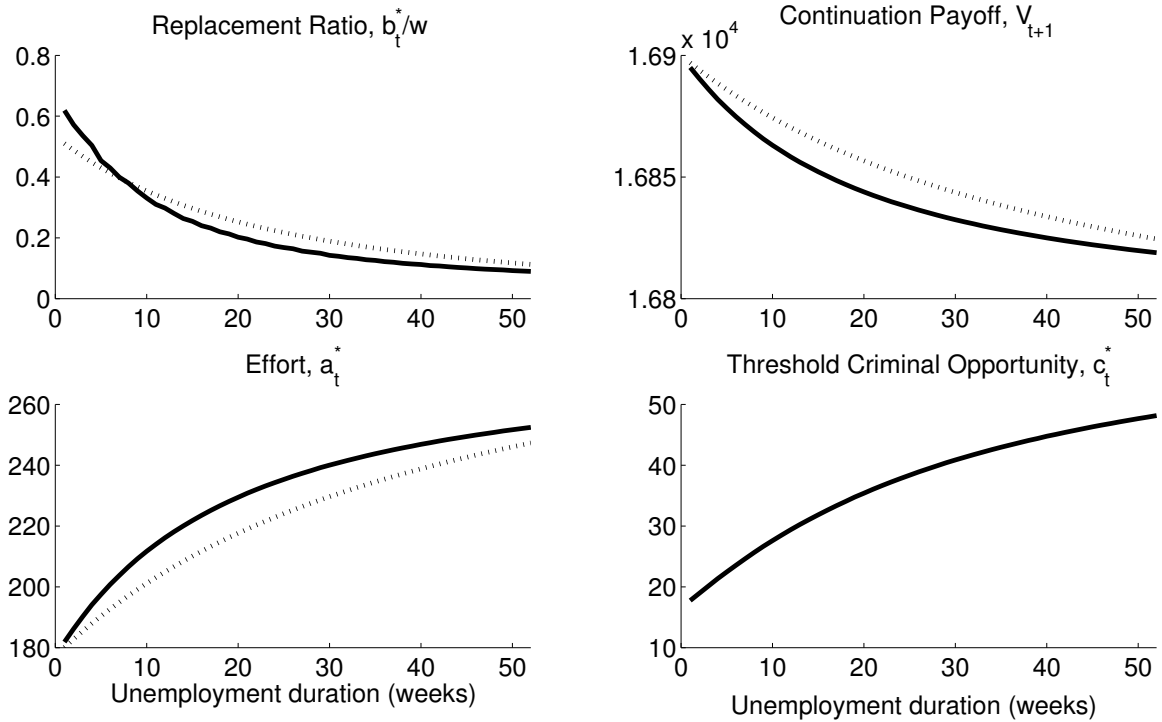 Replacement Ratio, b*t/w
0.8
0.6
0.4
0.2
0
0 10 20 30 40 50
Continuation Payoff, Vt+1
x 10^4
1.69
1.685
1.68
0 10 20 30 40 50
Effort, a*t
260
240
220
200
180
0 10 20 30 40 50
Unemployment duration (weeks)
Threshold Criminal Opportunity, c*t
50
40
30
20
10
0 10 20 30 40 50
Unemployment duration (weeks)